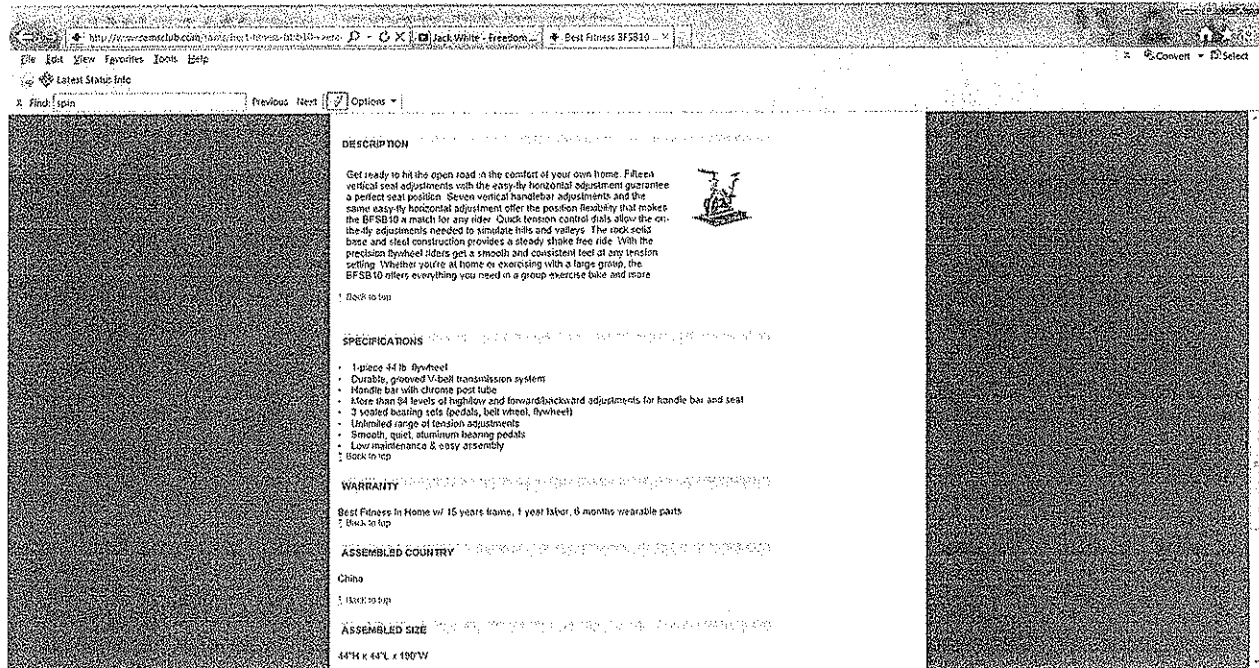 Jack White - Freedom ...
Best Fitness BFSB10 ...
File Edit View Favorites Tools Help
Convert Select
Latest Status Info
x Find: spin Previous Next Options
DESCRIPTION
Get ready to hit the open road in the comfort of your own home. Fifteen
vertical seat adjustments with the easy-fly horizontal adjustment guarantee
a perfect seat position. Seven vertical handlebar adjustments and the
same easy-fly horizontal adjustment offer the position flexibility that makes
the BFSB10 a match for any rider. Quick tension control dials allow the on-
the-fly adjustments needed to simulate hills and valleys. The rock solid
base and steel construction provides a steady shake free ride. With the
precision flywheel riders get a smooth and consistent feel at any tension
setting. Whether you're at home or exercising with a large group, the
BFSB10 offers everything you need in a group exercise bike and more
Back to top
SPECIFICATIONS
• 1-piece 44 lb. flywheel
• Durable, grooved V-belt transmission system
• Handle bar with chrome post tube
• More than 94 levels of high/low and forward/backward adjustments for handle bar and seat
• 3 sealed bearing sets (pedals, belt wheel, flywheel)
• Unlimited range of tension adjustments
• Smooth, quiet, aluminum bearing pedals
• Low maintenance & easy assembly
Back to top
WARRANTY
Best Fitness In Home w/ 15 years frame, 1 year labor, 6 months wearable parts
Back to top
ASSEMBLED COUNTRY
China
Back to top
ASSEMBLED SIZE
44"H x 44"L x 190"W